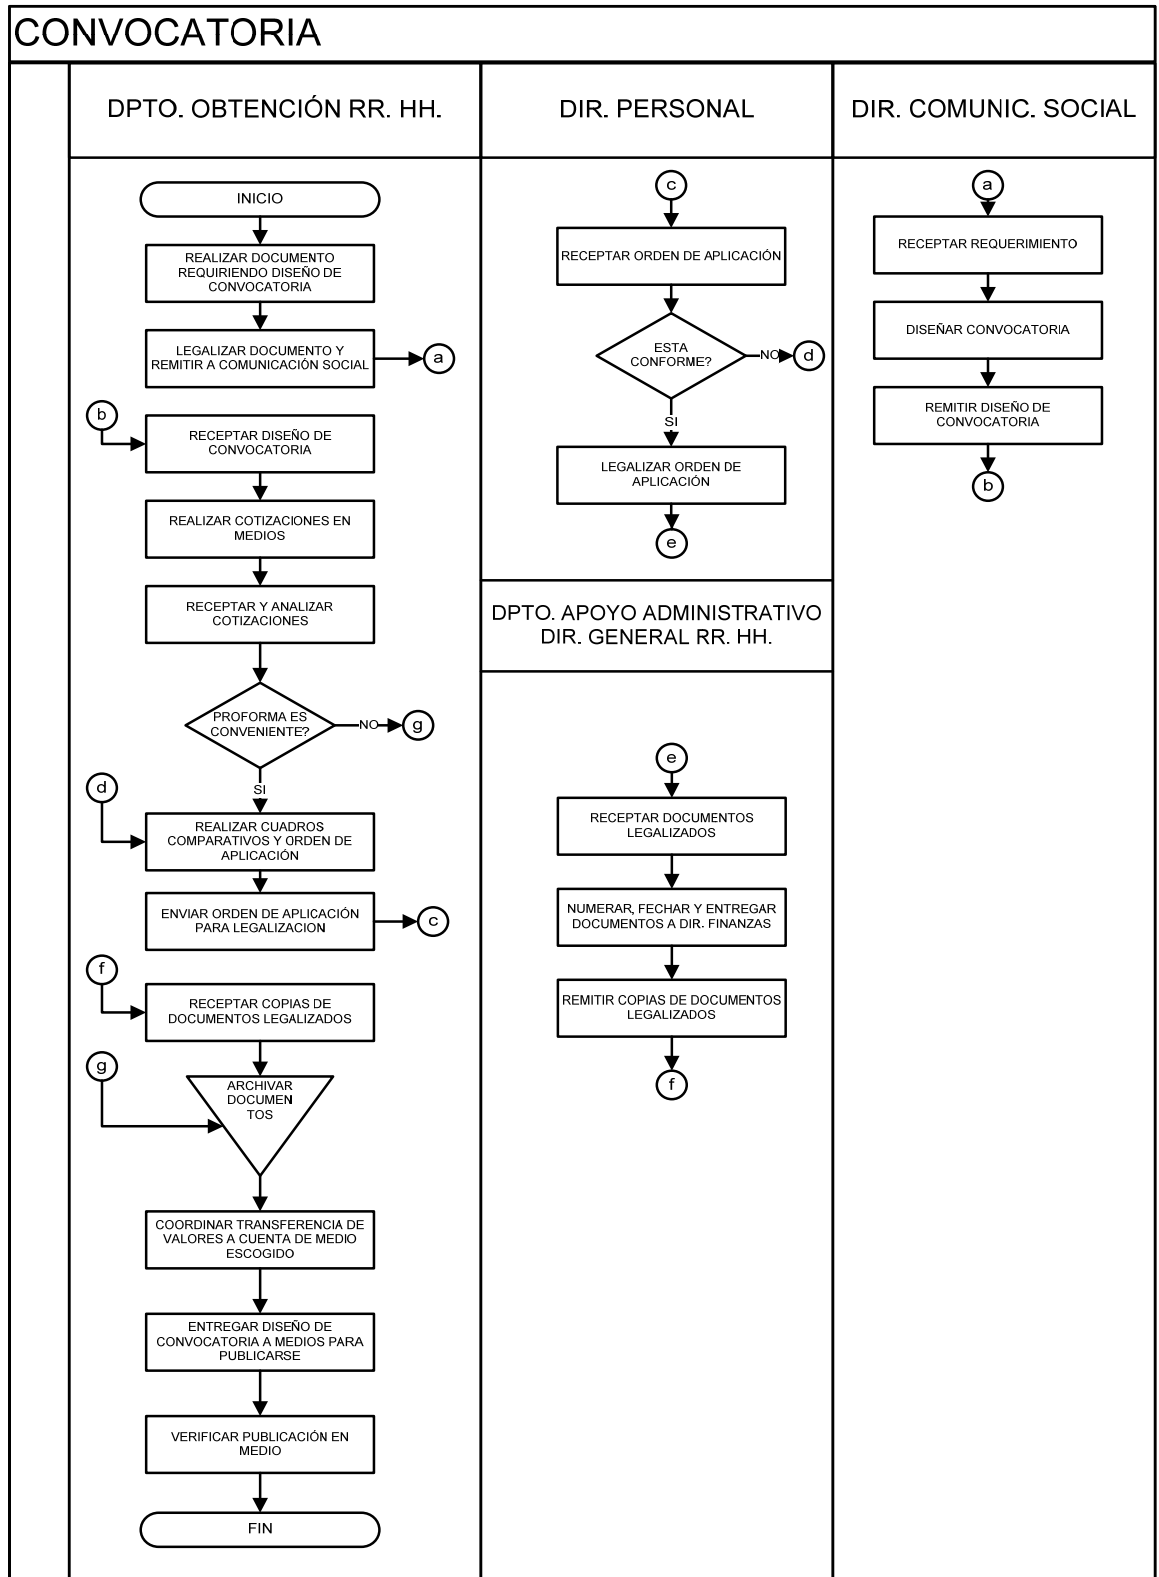 CONVOCATORIA
DPTO. OBTENCIÓN RR. HH.
INICIO
REALIZAR DOCUMENTO
REQUIRIENDO DISEÑO DE
CONVOCATORIA
LEGALIZAR DOCUMENTO Y
REMITIR A COMUNICACIÓN SOCIAL
a
b
RECEPTAR DISEÑO DE
CONVOCATORIA
REALIZAR COTIZACIONES EN
MEDIOS
RECEPTAR Y ANALIZAR
COTIZACIONES
PROFORMA ES
CONVENIENTE?
NO
g
SI
d
REALIZAR CUADROS
COMPARATIVOS Y ORDEN DE
APLICACIÓN
ENVIAR ORDEN DE APLICACIÓN
PARA LEGALIZACION
c
f
RECEPTAR COPIAS DE
DOCUMENTOS LEGALIZADOS
g
ARCHIVAR
DOCUMEN
TOS
COORDINAR TRANSFERENCIA DE
VALORES A CUENTA DE MEDIO
ESCOGIDO
ENTREGAR DISEÑO DE
CONVOCATORIA A MEDIOS PARA
PUBLICARSE
VERIFICAR PUBLICACIÓN EN
MEDIO
FIN
DIR. PERSONAL
c
RECEPTAR ORDEN DE APLICACIÓN
ESTA
CONFORME?
NO
d
SI
LEGALIZAR ORDEN DE
APLICACIÓN
e
DPTO. APOYO ADMINISTRATIVO
DIR. GENERAL RR. HH.
e
RECEPTAR DOCUMENTOS
LEGALIZADOS
NUMERAR, FECHAR Y ENTREGAR
DOCUMENTOS A DIR. FINANZAS
REMITIR COPIAS DE DOCUMENTOS
LEGALIZADOS
f
DIR. COMUNIC. SOCIAL
a
RECEPTAR REQUERIMIENTO
DISEÑAR CONVOCATORIA
REMITIR DISEÑO DE
CONVOCATORIA
b